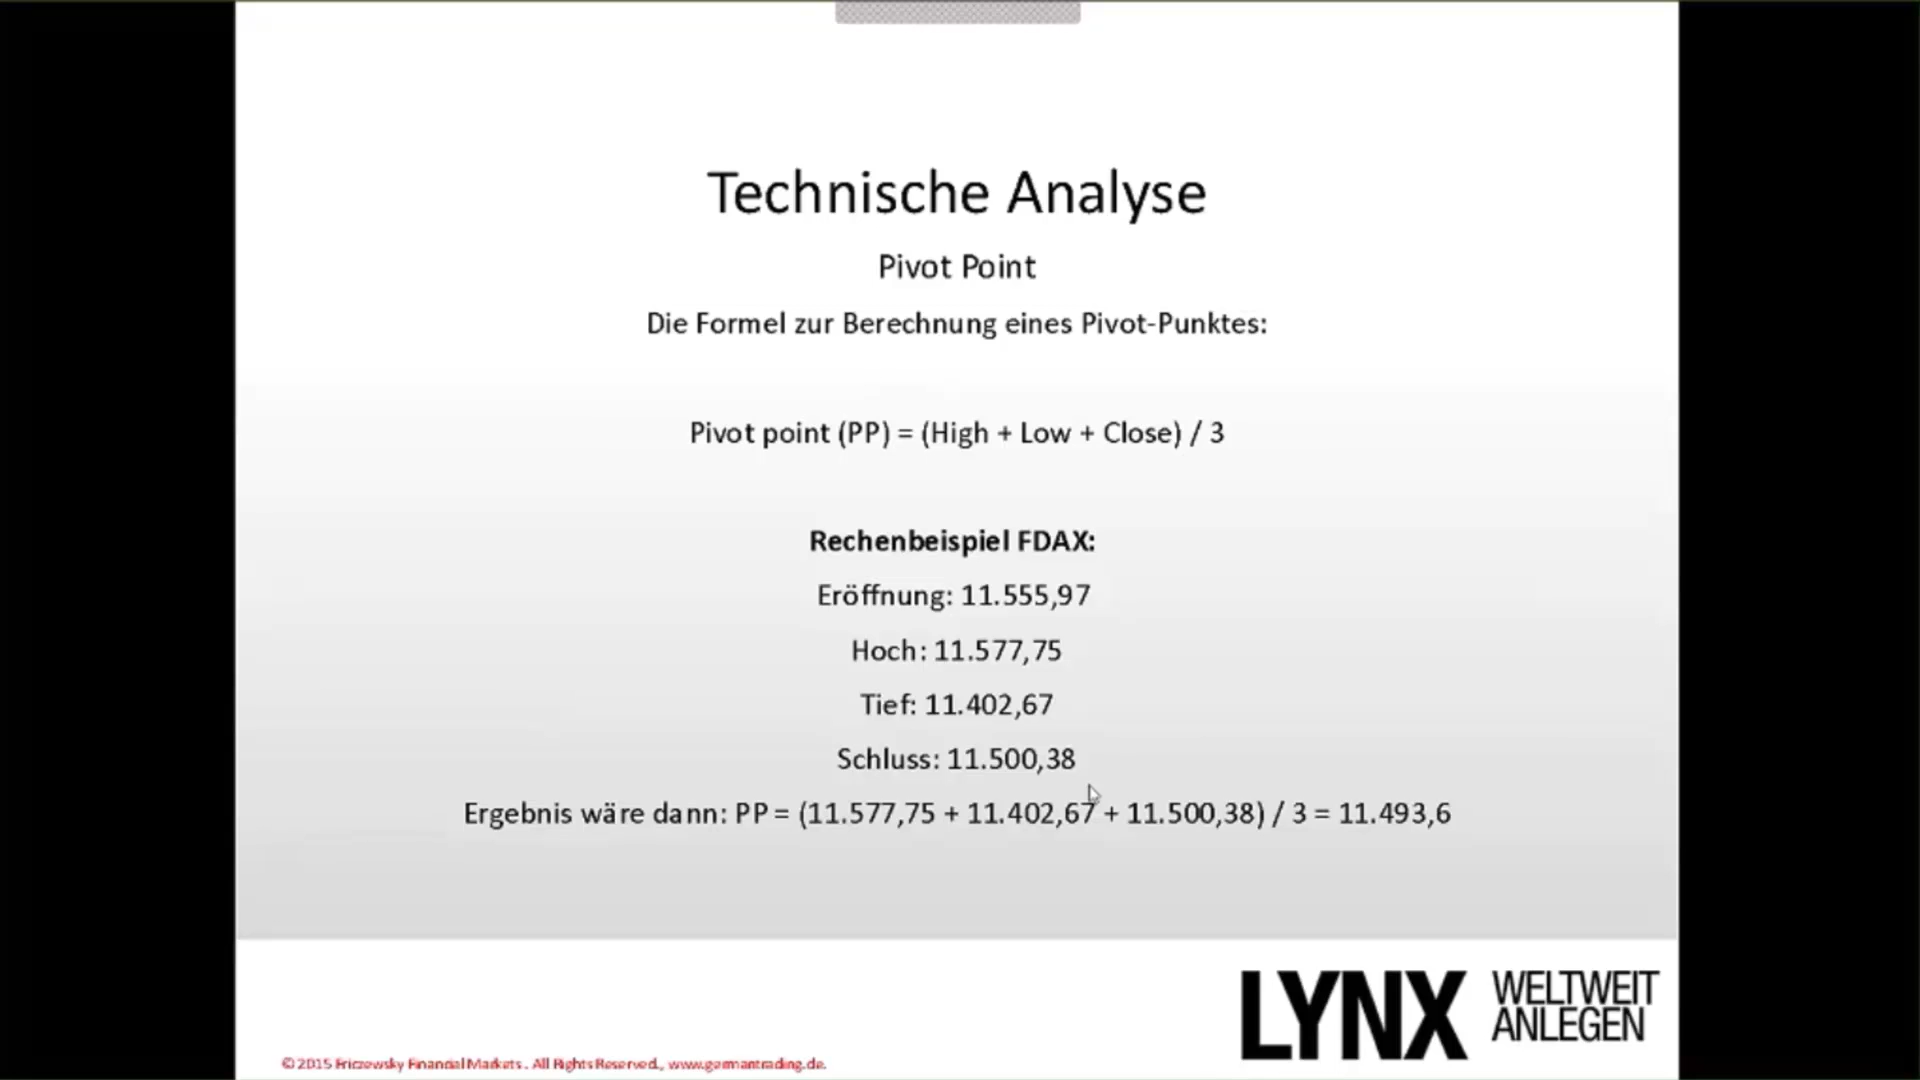 Technische Analyse
Pivot Point
Die Formel zur Berechnung eines Pivot-Punktes:
Pivot point (PP) = (High + Low + Close) / 3
Rechenbeispiel FDAX:
Eröffnung: 11.555,97
Hoch: 11.577,75
Tief: 11.402,67
Schluss: 11.500,38
Ergebnis wäre dann: PP = (11.577,75 + 11.402,67 + 11.500,38) / 3 = 11.493,6
LYNX WELTWEIT
ANLEGEN
©2015 Friczewsky Financial Markets . All Rights Reserved., www.germantrading.de.